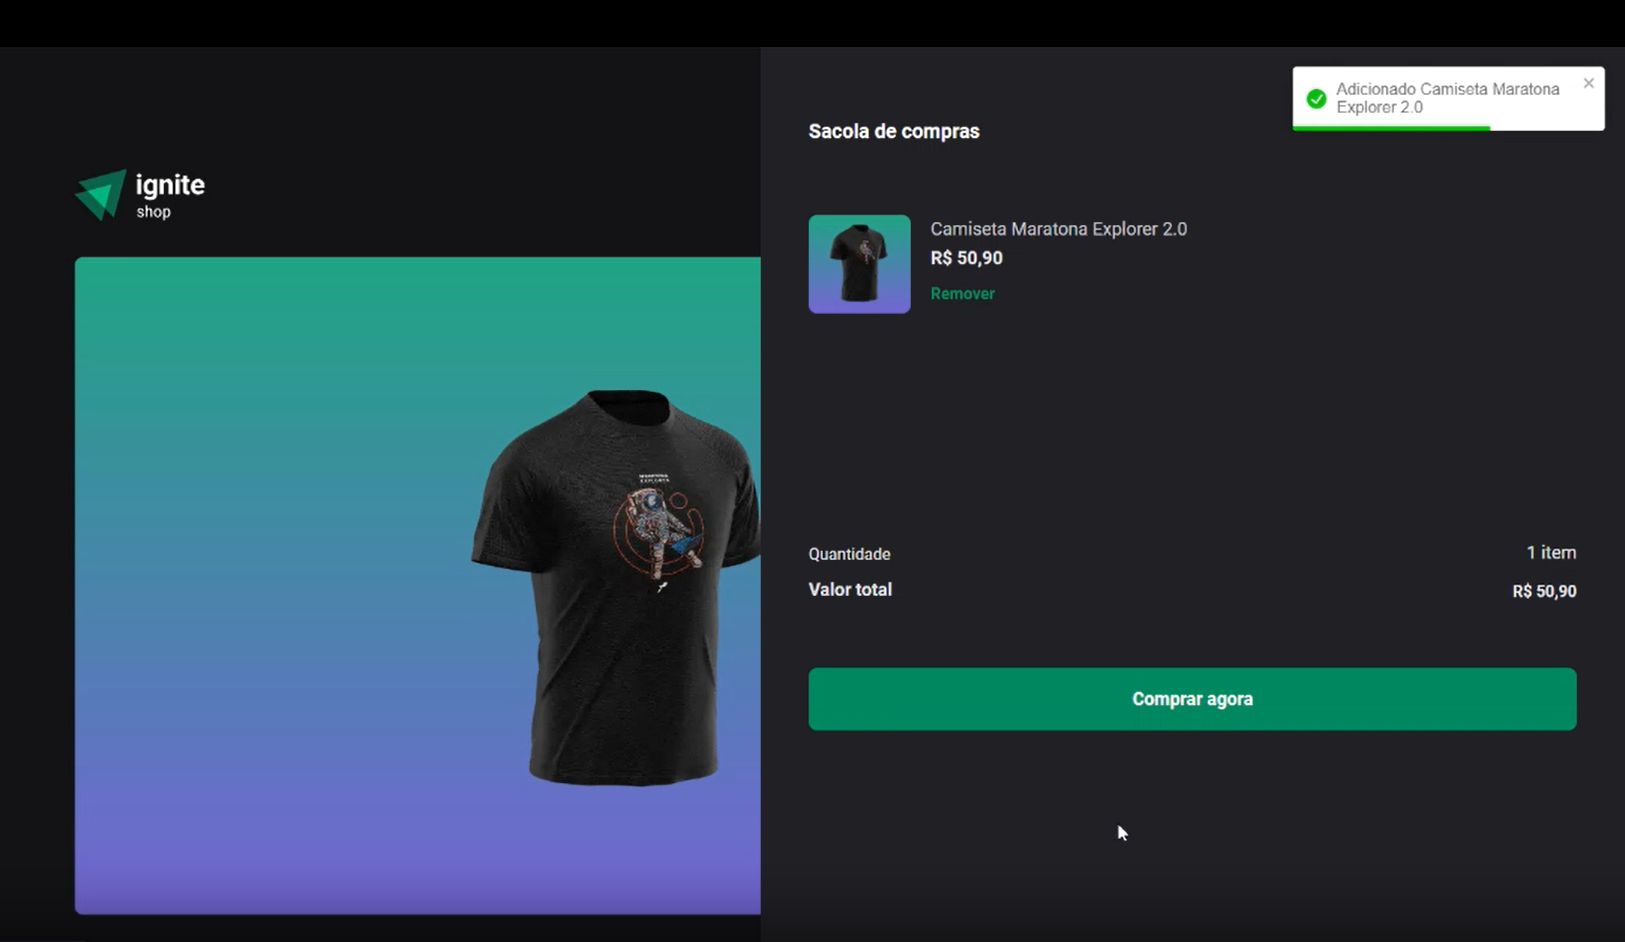 Adicionado Camiseta Maratona
Explorer 2.0
Sacola de compras
ignite
shop
Camiseta Maratona Explorer 2.0
R$ 50,90
Remover
Quantidade
1 item
Valor total
R$ 50,90
Comprar agora